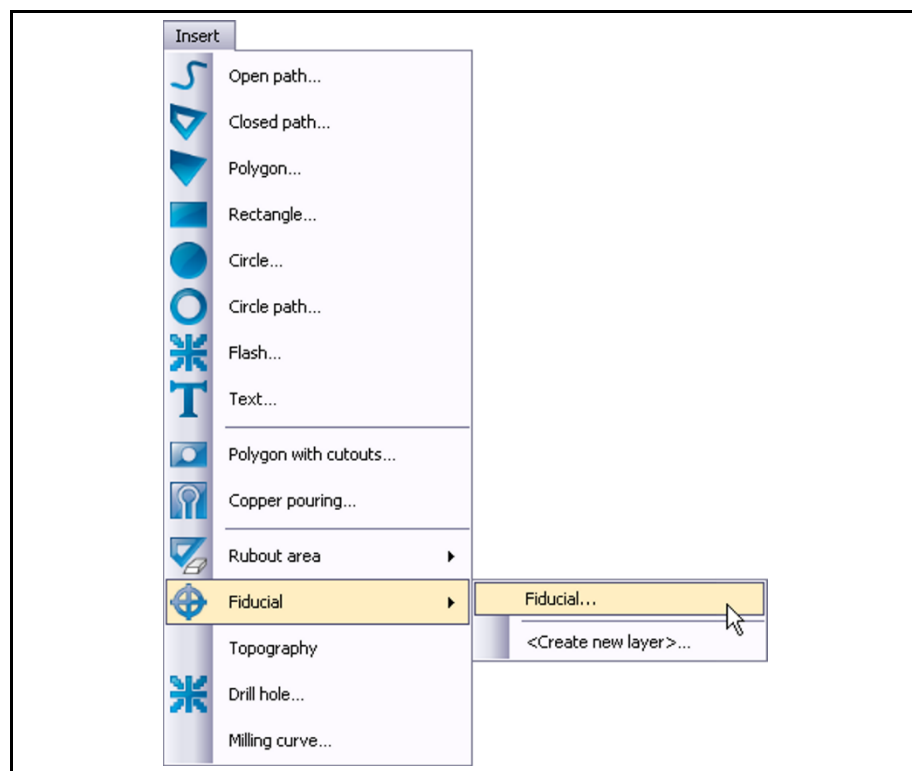 Insert
Open path...
Closed path...
Polygon...
Rectangle...
Circle...
Circle path...
Flash...
Text...
Polygon with cutouts...
Copper pouring...
Rubout area
Fiducial
Fiducial...
<Create new layer>...
Topography
Drill hole...
Milling curve...